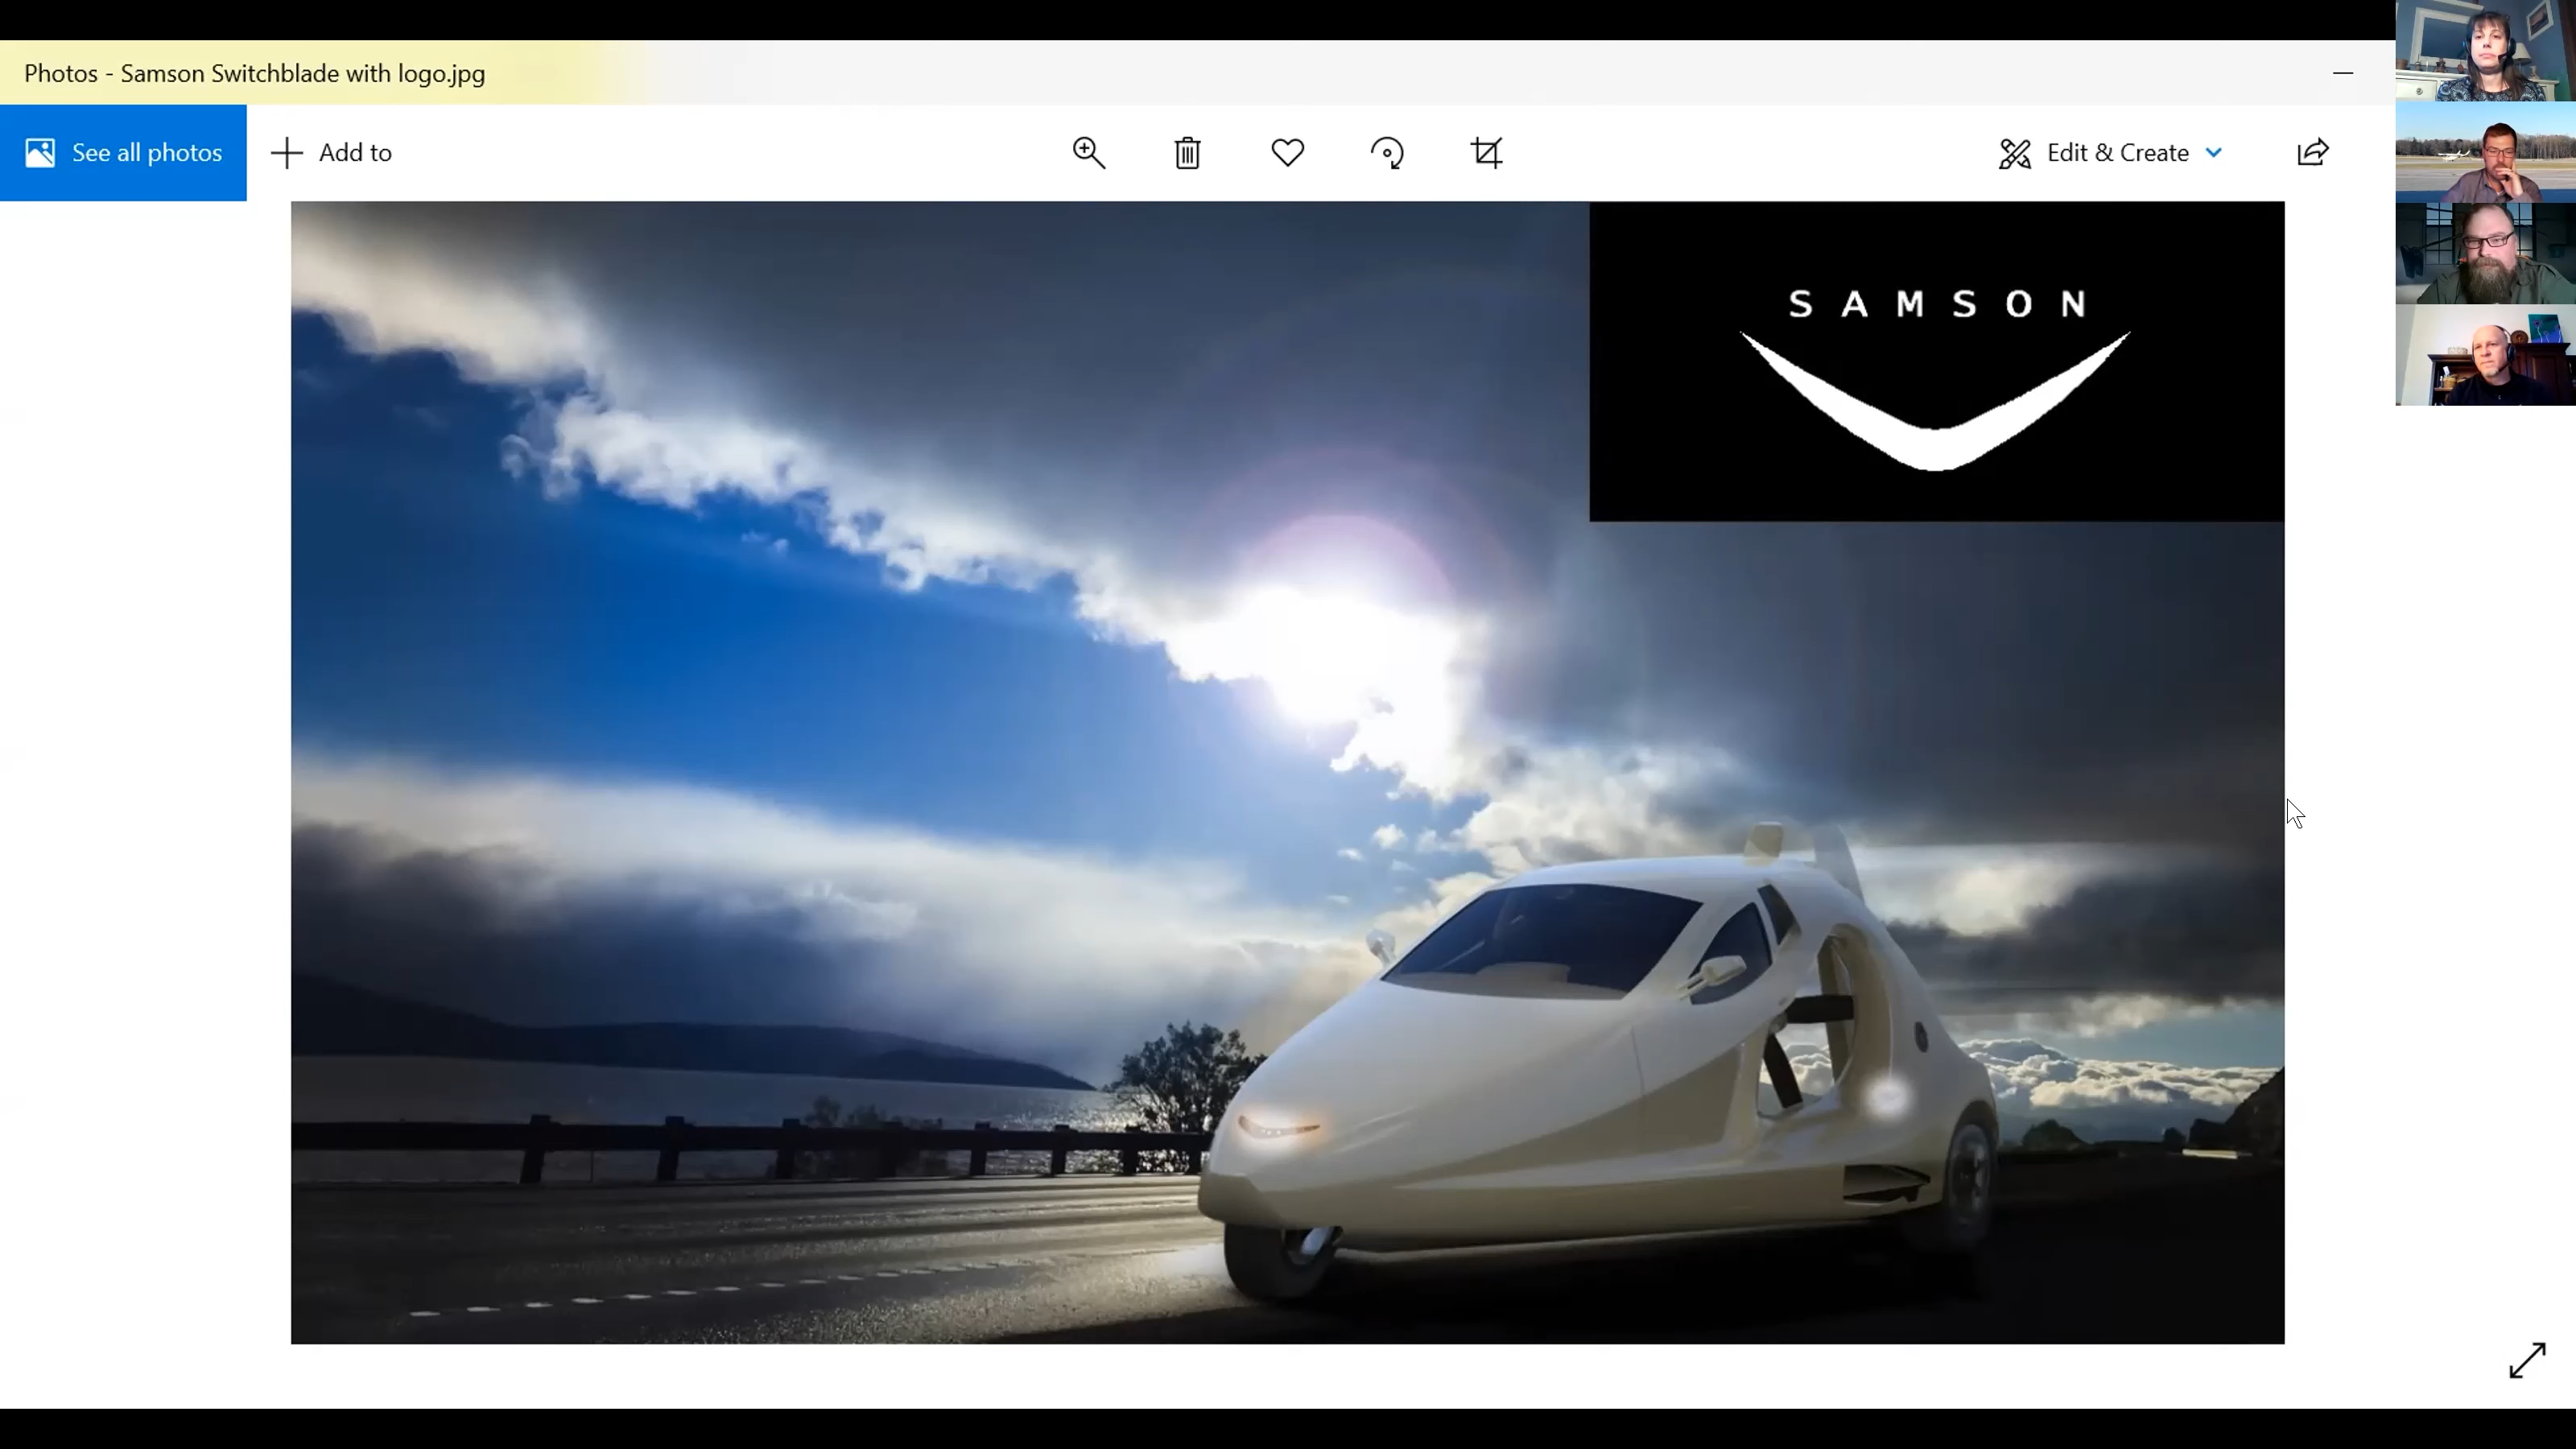 Photos - Samson Switchblade with logo.jpg
See all photos
Add to
Edit & Create
SAMSON